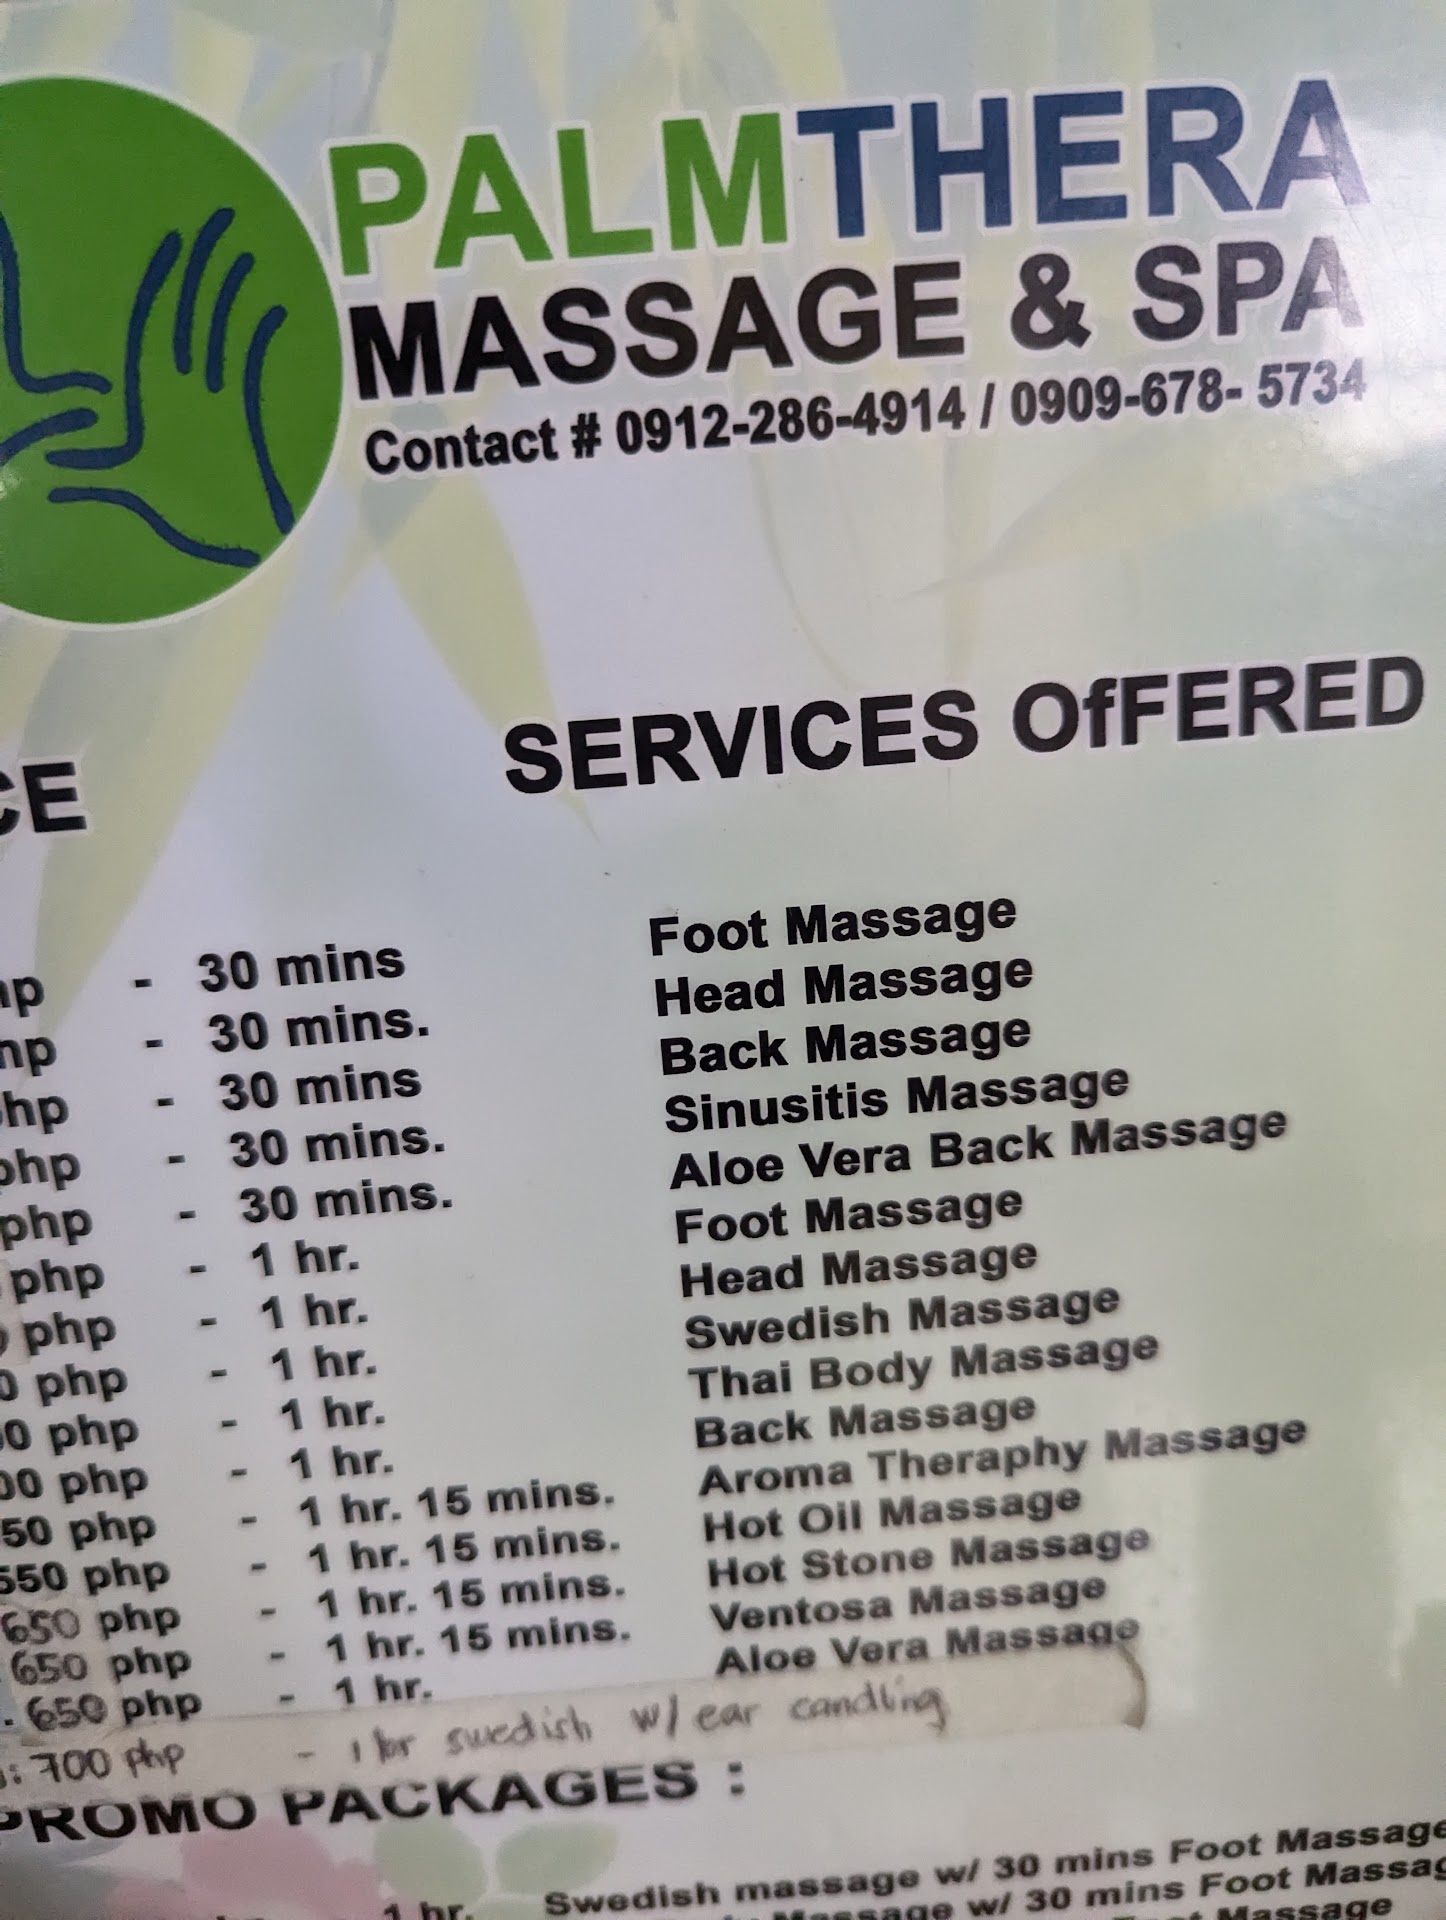 PALMTHERA
MASSAGE & SPA
Contact # 0912-286-4914 / 0909-678- 5734
SERVICES OfFERED
- 30 mins Foot Massage
- 30 mins. Head Massage
- 30 mins Back Massage
php - 30 mins. Sinusitis Massage
php - 30 mins. Aloe Vera Back Massage
php - 1 hr. Foot Massage
php - 1 hr. Head Massage
php - 1 hr. Swedish Massage
php - 1 hr. Thai Body Massage
php - 1 hr. Back Massage
50 php - 1 hr. 15 mins. Aroma Theraphy Massage
550 php - 1 hr. 15 mins. Hot Oil Massage
650 php - 1 hr. 15 mins. Hot Stone Massage
650 php - 1 hr. 15 mins. Ventosa Massage
650 php - 1 hr. Aloe Vera Massage
700 php - 1 hr swedish w/ ear candling
PROMO PACKAGES :
1 hr. Swedish massage w/ 30 mins Foot Massage
Massage w/ 30 mins Foot Massag
Massage